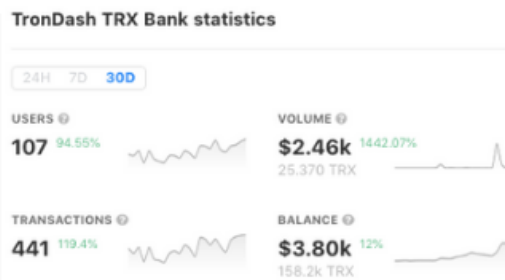 TronDash TRX Bank statistics
24H 7D 30D
USERS
107 94.55%
VOLUME
$2.46k 1442.07%
25.370 TRX
TRANSACTIONS
441 119.4%
BALANCE
$3.80k 12%
158.2k TRX